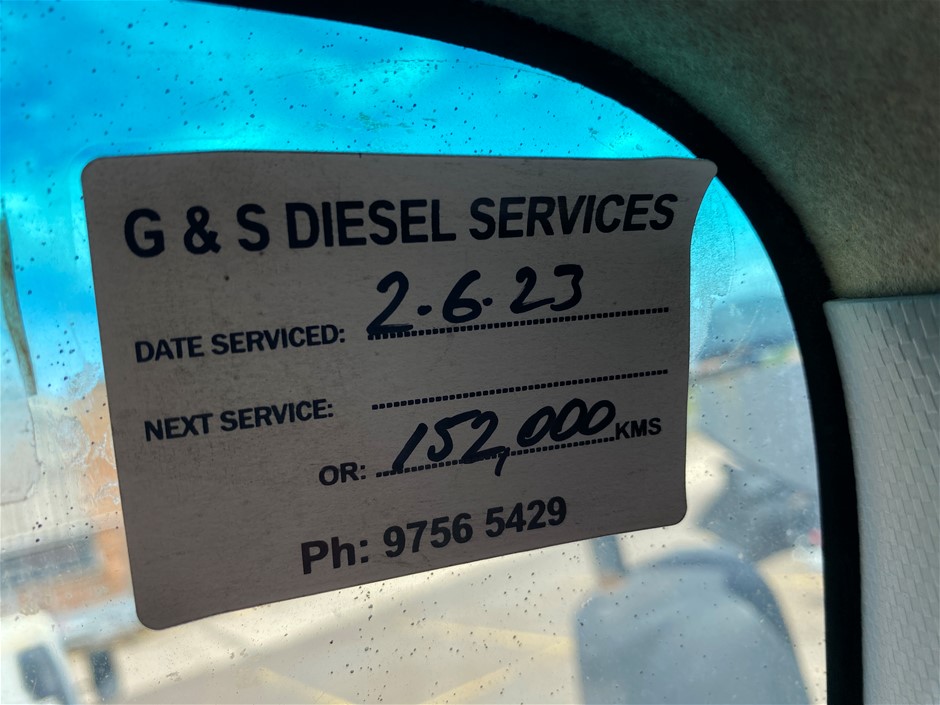 G & S DIESEL SERVICES
DATE SERVICED: 2.6.23
NEXT SERVICE:
OR: 152,000 KMS
Ph: 9756 5429